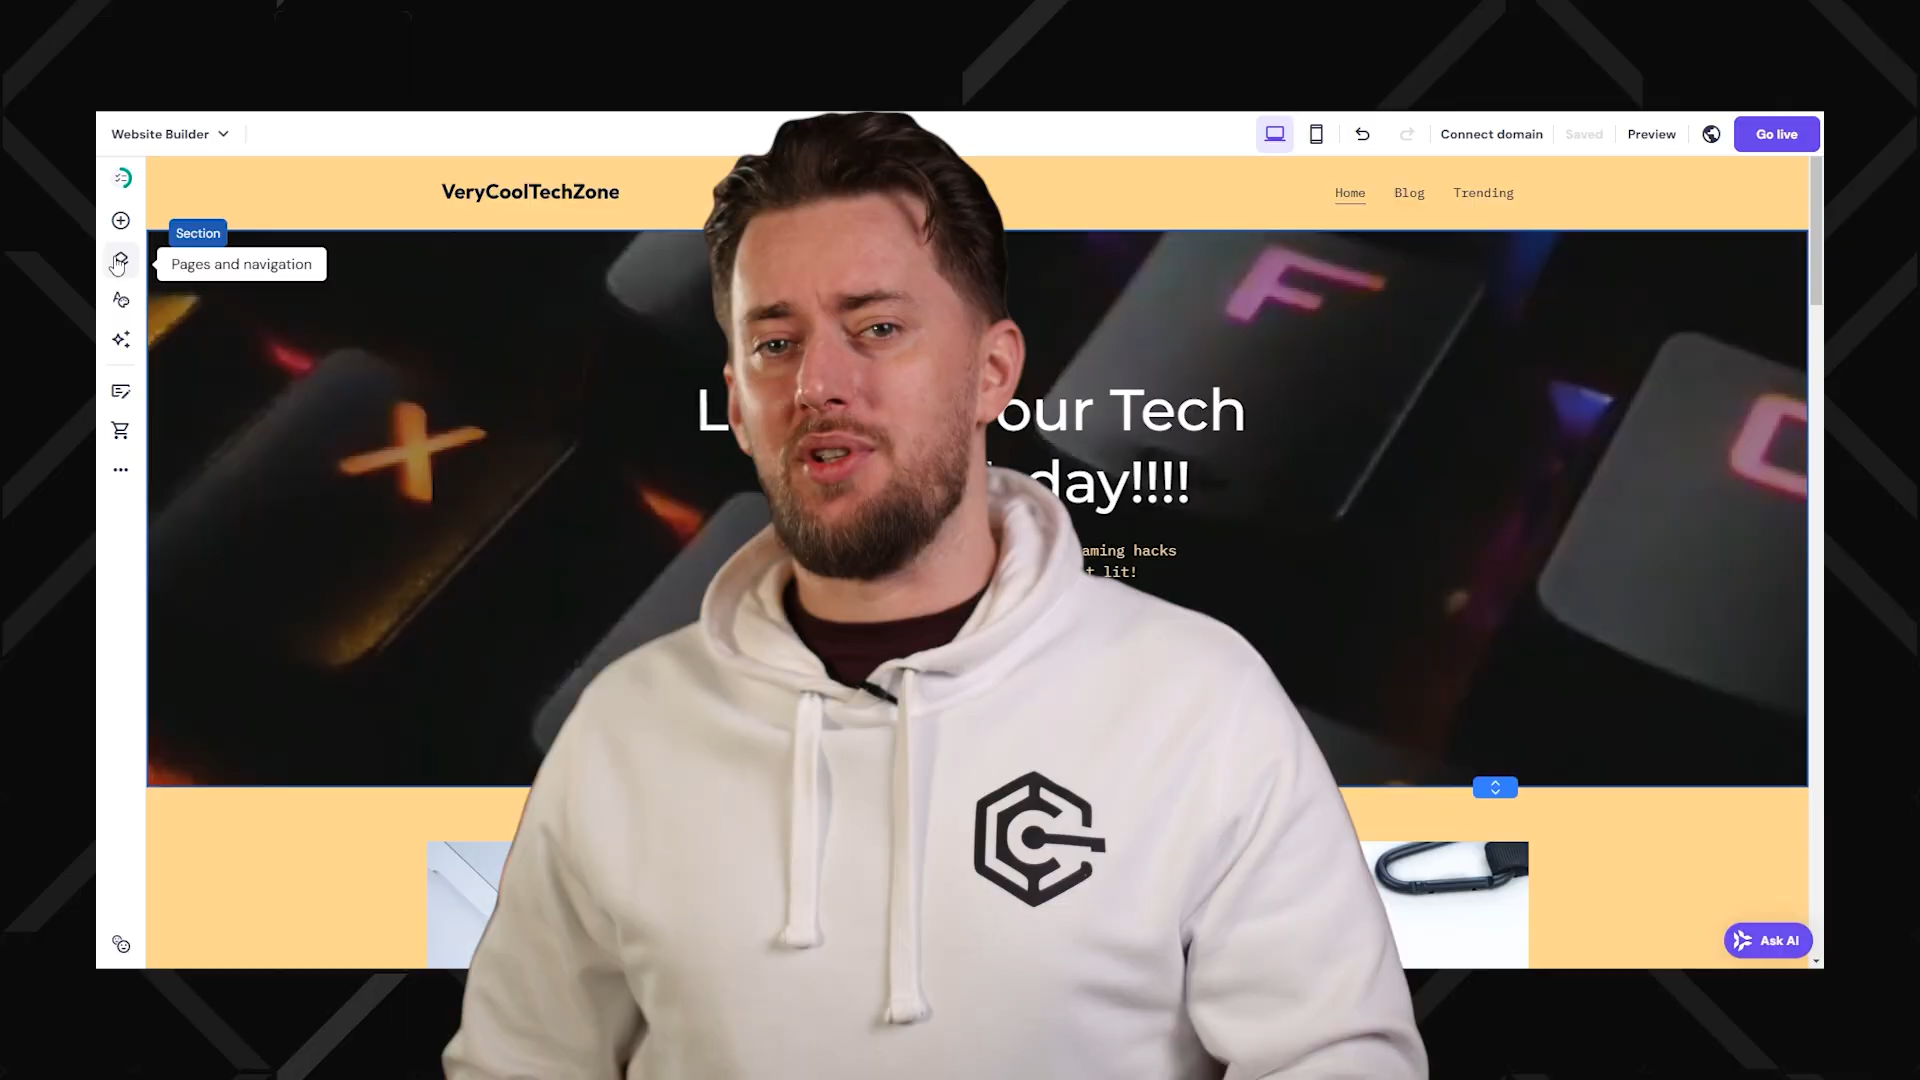 Website Builder
Connect domain
Saved
Preview
Go live
VeryCoolTechZone
Home
Blog
Trending
Section
Pages and navigation
F
X
C
L our Tech
day!!!!
aming hacks
t lit!
Ask AI